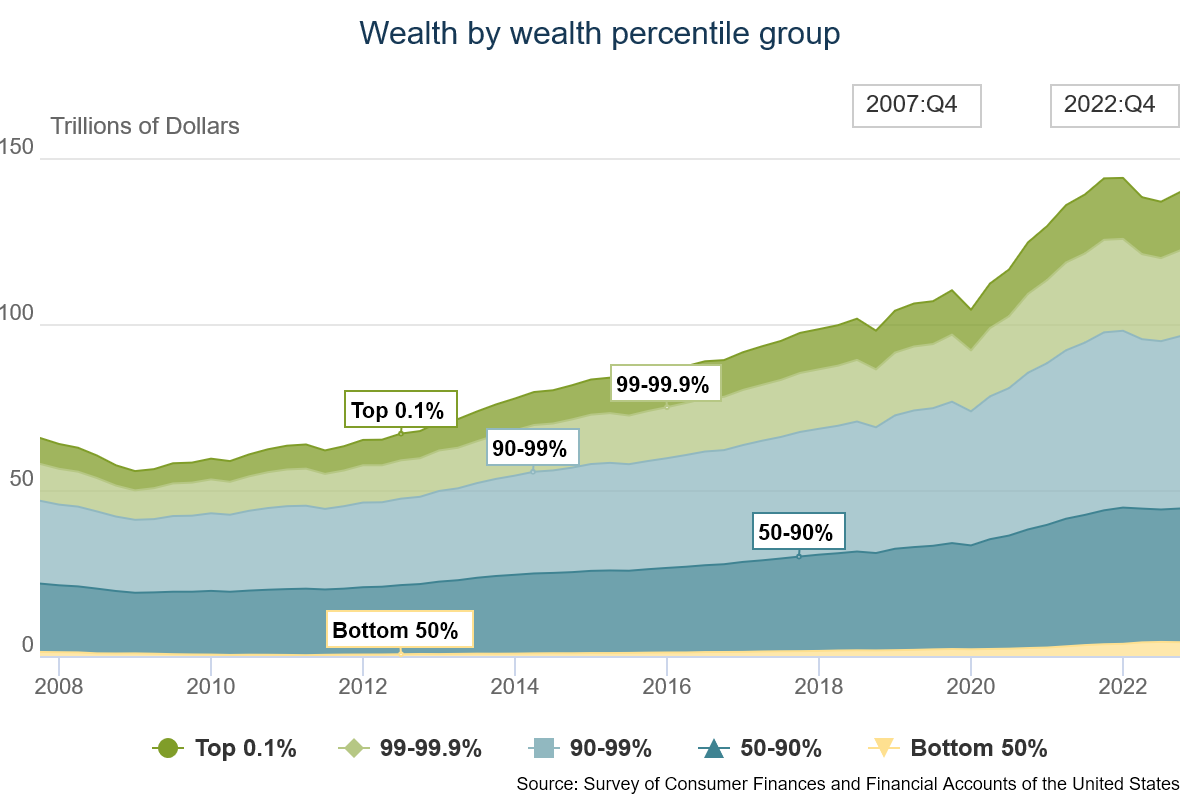 Wealth by wealth percentile group
2007:Q4 2022:Q4
Trillions of Dollars
150
100
99-99.9%
Top 0.1%
90-99%
50
50-90%
Bottom 50%
0
2008 2010 2012 2014 2016 2018 2020 2022
Top 0.1% 99-99.9% 90-99% 50-90% Bottom 50%
Source: Survey of Consumer Finances and Financial Accounts of the United States